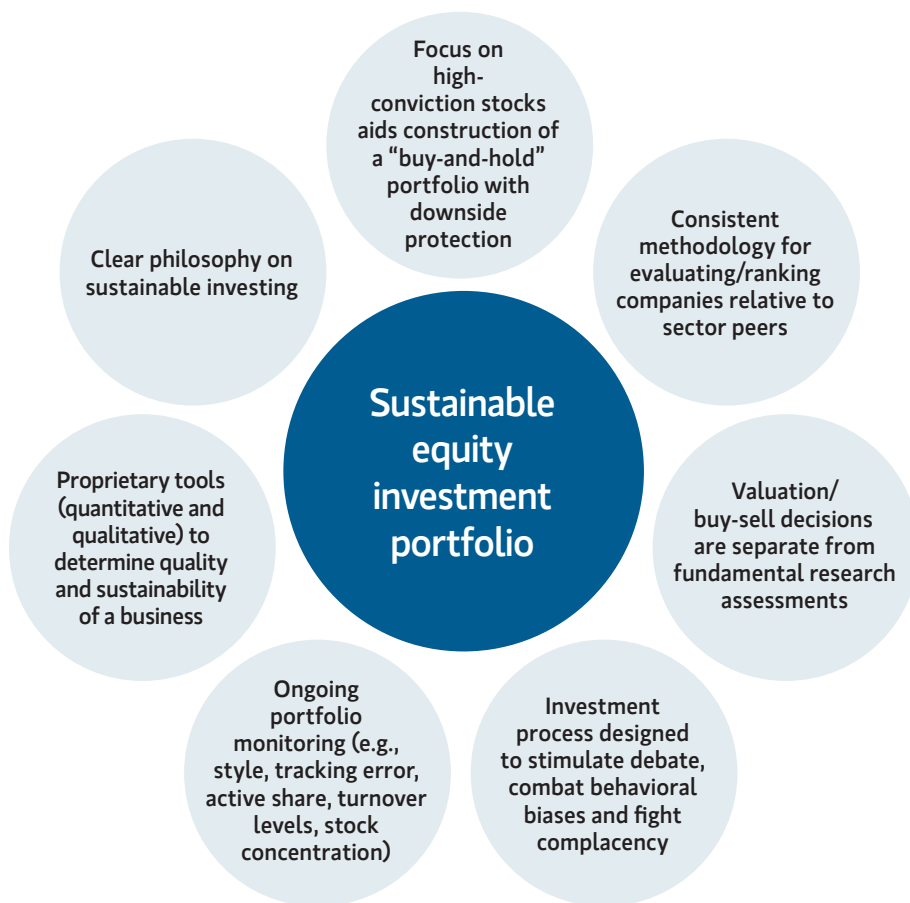 Focus on
high-
conviction stocks
aids construction of
a “buy-and-hold”
portfolio with
downside
protection
Consistent
methodology for
evaluating/ranking
companies relative to
sector peers
Valuation/
buy-sell decisions
are separate from
fundamental research
assessments
Investment
process designed
to stimulate debate,
combat behavioral
biases and fight
complacency
Ongoing
portfolio
monitoring (e.g.,
style, tracking error,
active share, turnover
levels, stock
concentration)
Proprietary tools
(quantitative and
qualitative) to
determine quality
and sustainability
of a business
Clear philosophy on
sustainable investing
Sustainable
equity
investment
portfolio